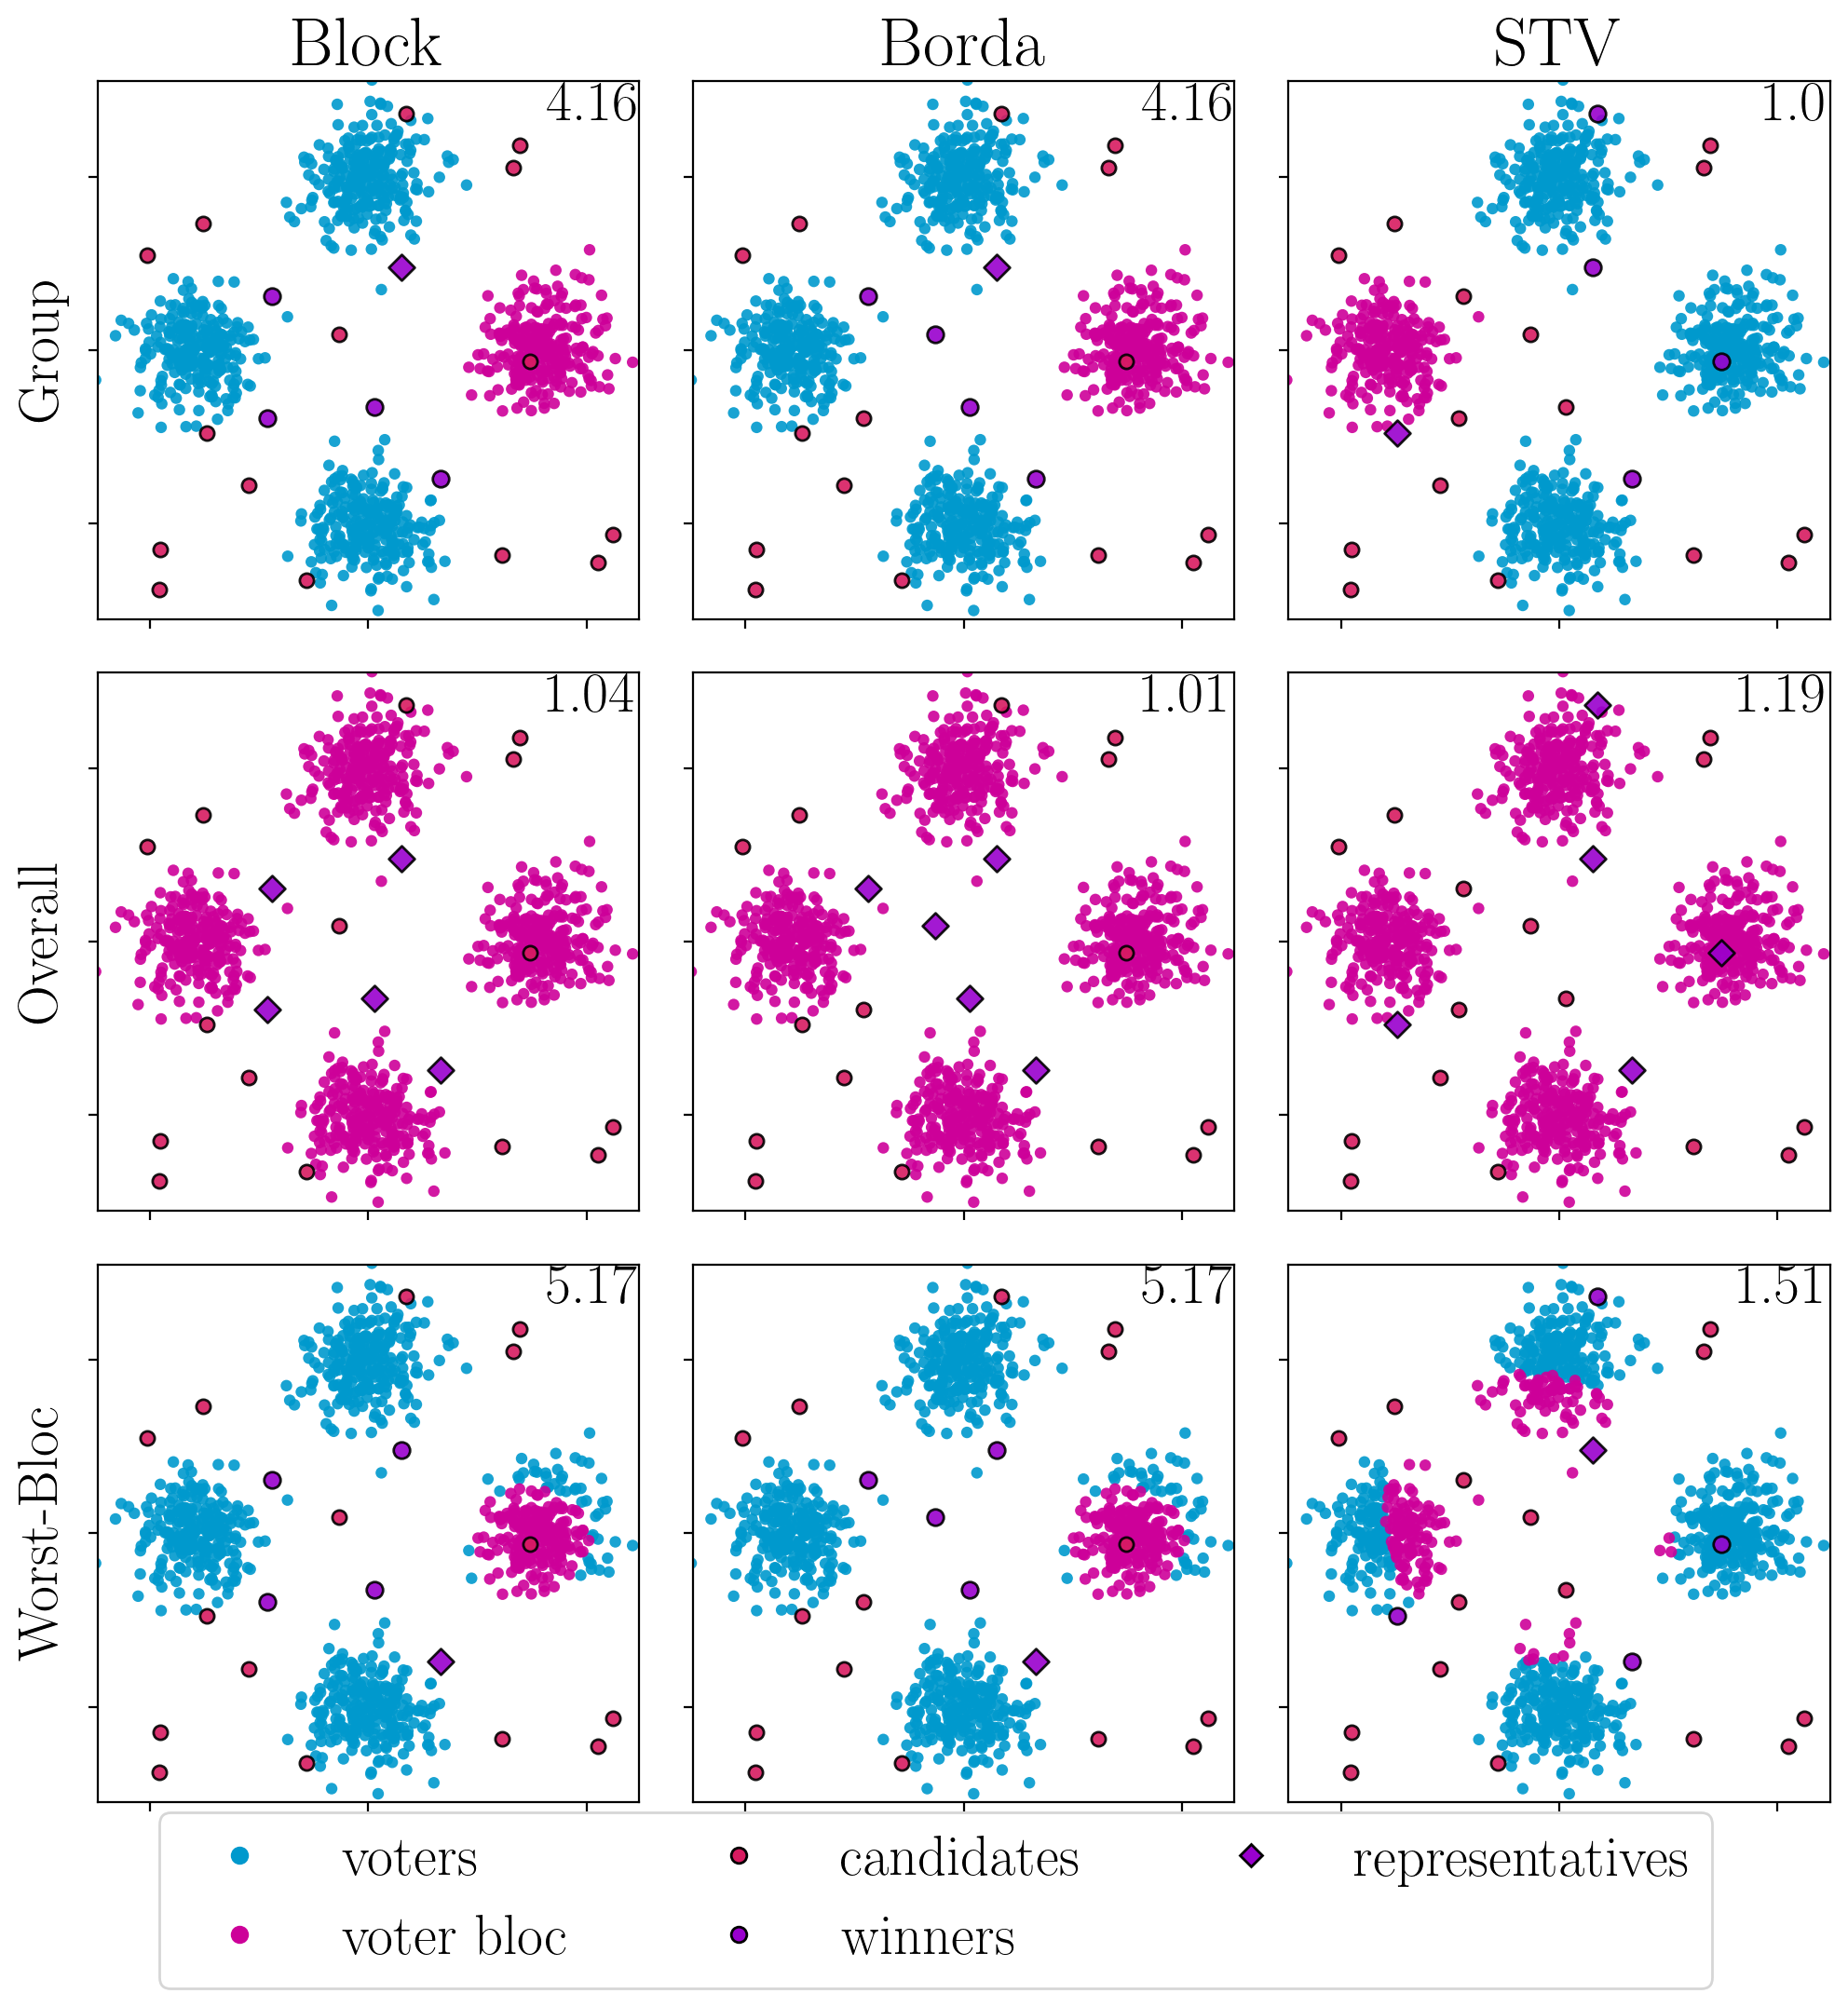 Block Borda STV
Group 4.16 4.16 1.0
Overall 1.04 1.01 1.19
Worst-Bloc 5.17 5.17 1.51
voters candidates representatives
voter bloc winners